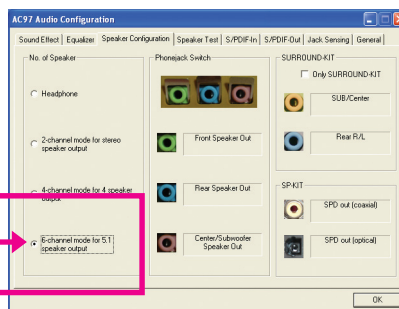 AC97 Audio Configuration
Sound Effect | Equalizer | Speaker Configuration | Speaker Test | S/PDIF-In | S/PDIF-Out | Jack Sensing | General
No. of Speaker
Headphone
2-channel mode for stereo
speaker output
4-channel mode for 4 speaker
output
6-channel mode for 5.1
speaker output
Phonejack Switch
Front Speaker Out
Rear Speaker Out
Center/Subwoofer
Speaker Out
SURROUND-KIT
Only SURROUND-KIT
SUB/Center
Rear R/L
SP-KIT
SPD out (coaxial)
SPD out (optical)
OK